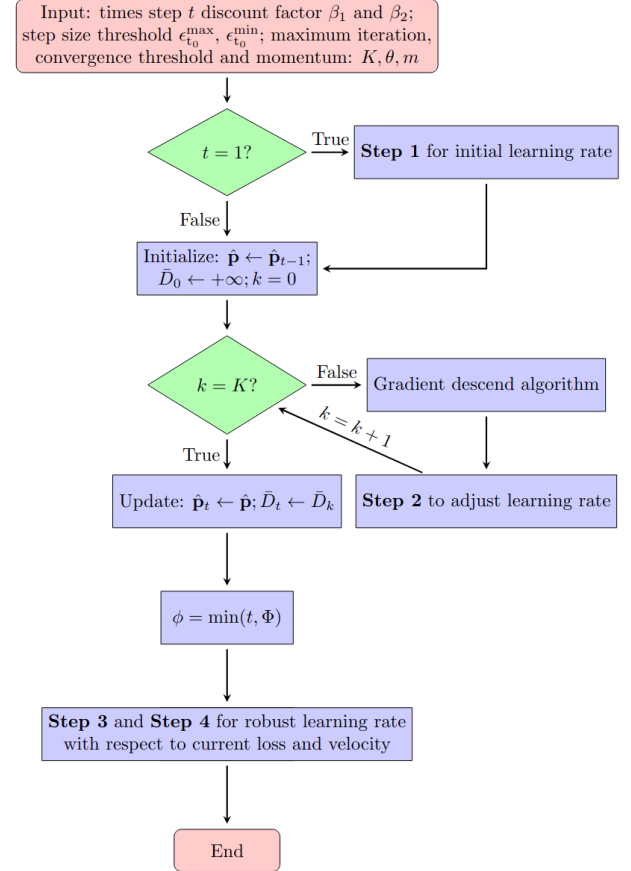 Input: times step t discount factor β₁ and β₂;
step size threshold ϵ_{t₀}^{max}, ϵ_{t₀}^{min}; maximum iteration,
convergence threshold and momentum: K, θ, m
t = 1?
True
Step 1 for initial learning rate
False
Initialize: p̂ ← p̂_{t−1};
D̄₀ ← +∞; k = 0
k = K?
False
Gradient descend algorithm
k = k + 1
True
Update: p̂_t ← p̂; D̄_t ← D̄_k
Step 2 to adjust learning rate
ϕ = min(t, Φ)
Step 3 and Step 4 for robust learning rate
with respect to current loss and velocity
End